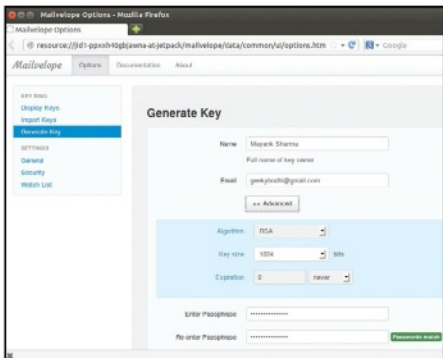 Mailvelope Options - Mozilla Firefox
Mailvelope Options
resource://jid1-ppxxh40gbjawna-at-jetpack/mailvelope/data/common/ui/options.htm
Google
Mailvelope Options Documentation About
KEY RING
Display Keys
Import Keys
Generate Key
SETTINGS
General
Security
Watch List
Generate Key
Name Mayank Sharma
Full name of key owner
Email geekybodhi@gmail.com
<< Advanced
Algorithm RSA
Key size 1024 bits
Expiration 0 never
Enter Passphrase ***************
Re-enter Passphrase ***************
Passwords match